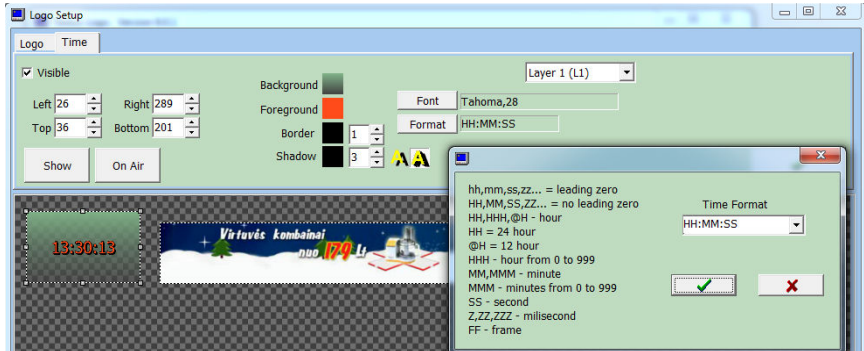 Logo Setup
Logo Time
Visible
Layer 1 (L1)
Left 26 Right 289
Top 36 Bottom 201
Background
Foreground
Border 1
Shadow 3
Font Tahoma,28
Format HH:MM:SS
Show On Air
13:30:13
Virtuvės kombainai
nuo 179 Lt
hh,mm,ss,zz... = leading zero
HH,MM,SS,ZZ... = no leading zero
HH,HHH,@H - hour
HH = 24 hour
@H = 12 hour
HHH - hour from 0 to 999
MM,MMM - minute
MMM - minutes from 0 to 999
SS - second
Z,ZZ,ZZZ - milisecond
FF - frame
Time Format
HH:MM:SS